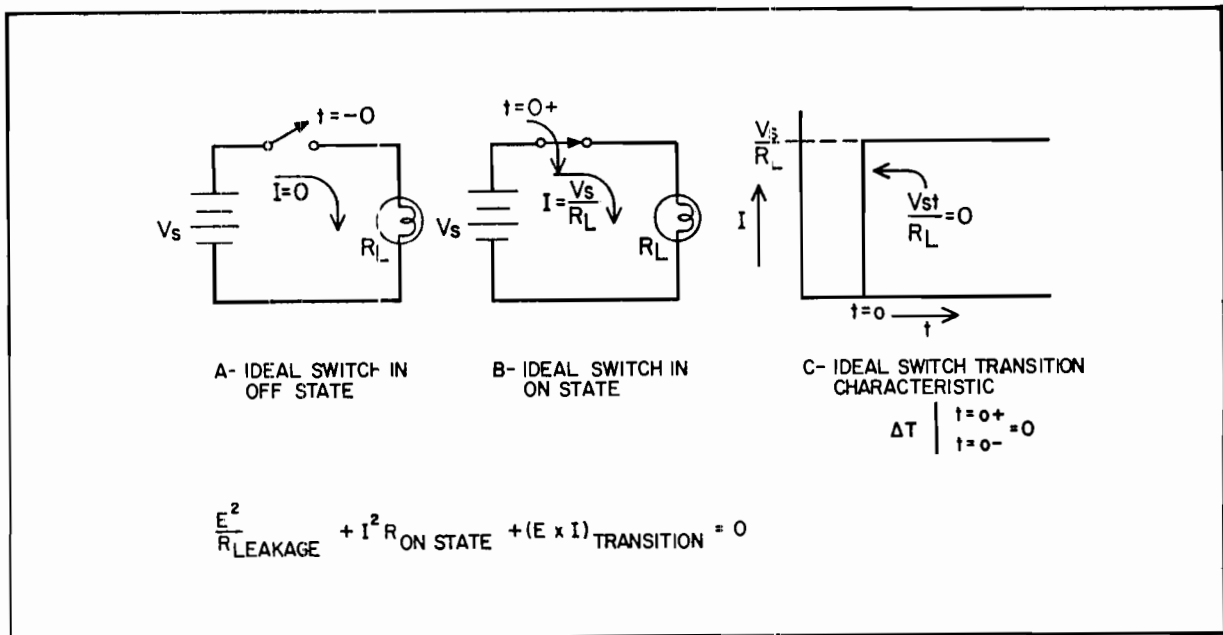 t=-0
I=0
Vs
RL
A- IDEAL SWITCH IN
OFF STATE
t=0+
I=Vs/RL
Vs
RL
B- IDEAL SWITCH IN
ON STATE
Vs/RL
I
Vst/RL=0
t=0
t
C- IDEAL SWITCH TRANSITION
CHARACTERISTIC
ΔT | t=0+ =0
t=0-
E²/R LEAKAGE + I² R ON STATE + (E x I) TRANSITION = 0